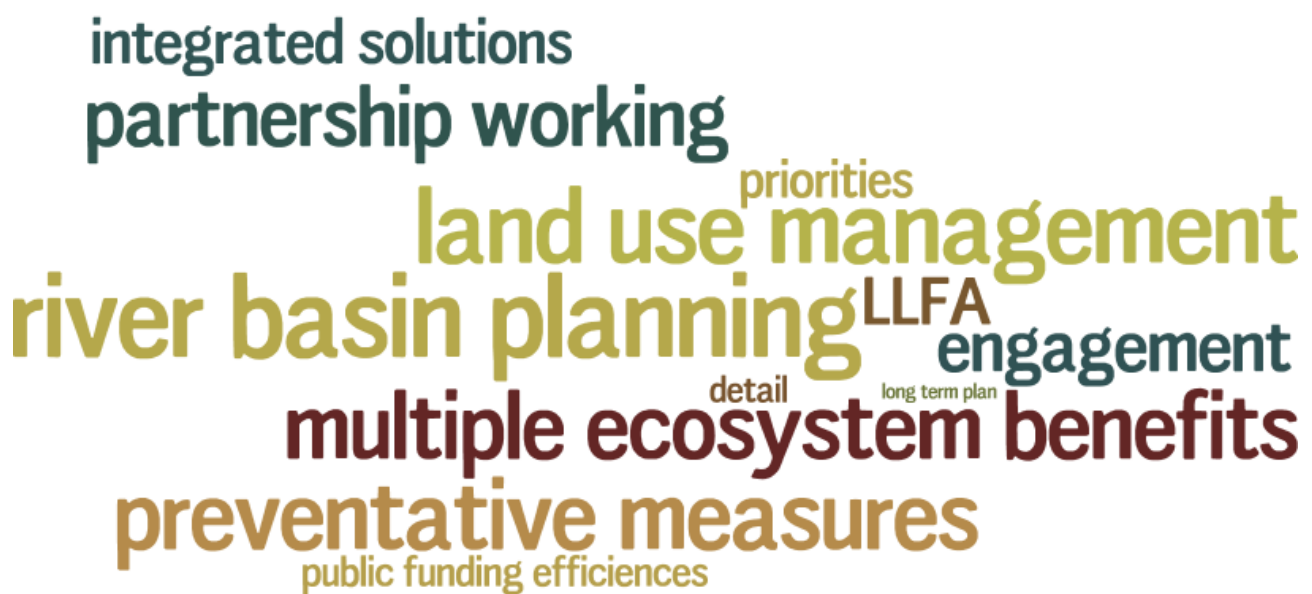 integrated solutions
partnership working
priorities
land use management
river basin planning
LLFA
engagement
detail
long term plan
multiple ecosystem benefits
preventative measures
public funding efficiences